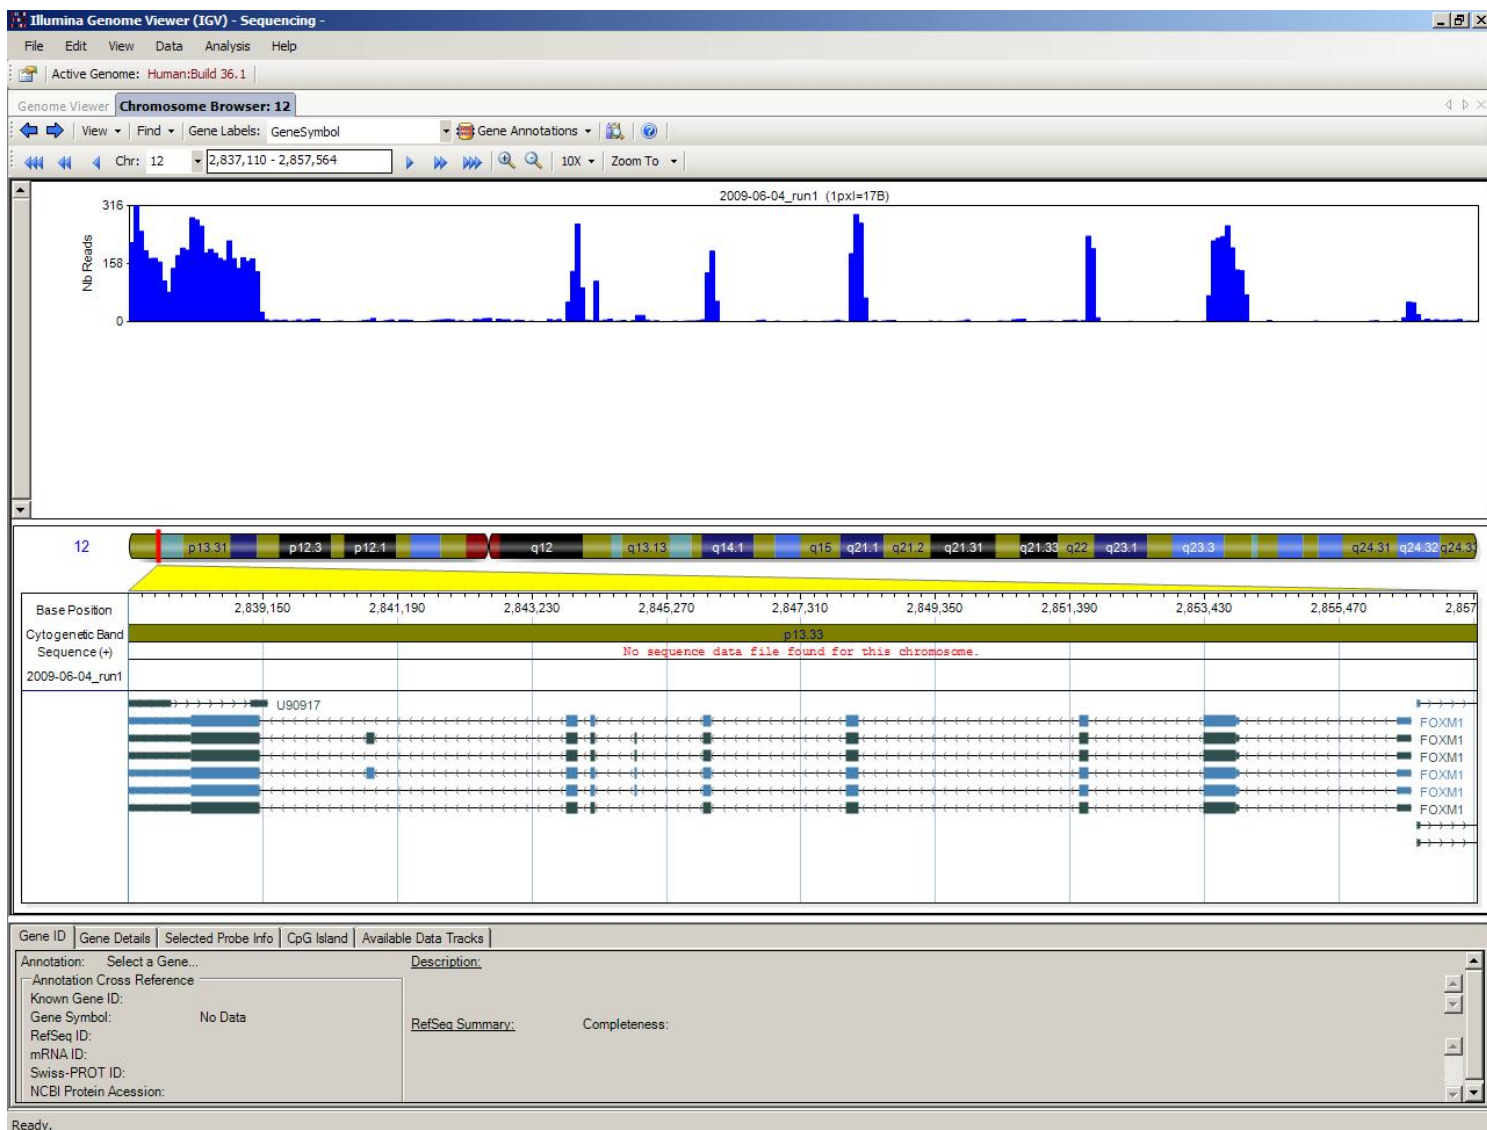 Illumina Genome Viewer (IGV) - Sequencing -
File Edit View Data Analysis Help
Active Genome: Human:Build 36.1
Genome Viewer Chromosome Browser: 12
View Find Gene Labels: GeneSymbol Gene Annotations
Chr: 12 2,837,110 - 2,857,564 10X Zoom To
2009-06-04_run1 (1pxl=17B)
316
158
0
Nb Reads
12 p13.31 p12.3 p12.1 q12 q13.13 q14.1 q15 q21.1 q21.2 q21.31 q21.33 q22 q23.1 q23.3 q24.31 q24.32 q24.33
Base Position 2,839,150 2,841,190 2,843,230 2,845,270 2,847,310 2,849,350 2,851,390 2,853,430 2,855,470 2,857
Cytogenetic Band p13.33
Sequence (+) No sequence data file found for this chromosome.
2009-06-04_run1
U90917
FOXM1
FOXM1
FOXM1
FOXM1
FOXM1
FOXM1
Gene ID Gene Details Selected Probe Info CpG Island Available Data Tracks
Annotation: Select a Gene... Description:
Annotation Cross Reference
Known Gene ID:
Gene Symbol: No Data
RefSeq Summary: Completeness:
RefSeq ID:
mRNA ID:
Swiss-PROT ID:
NCBI Protein Acession:
Ready.